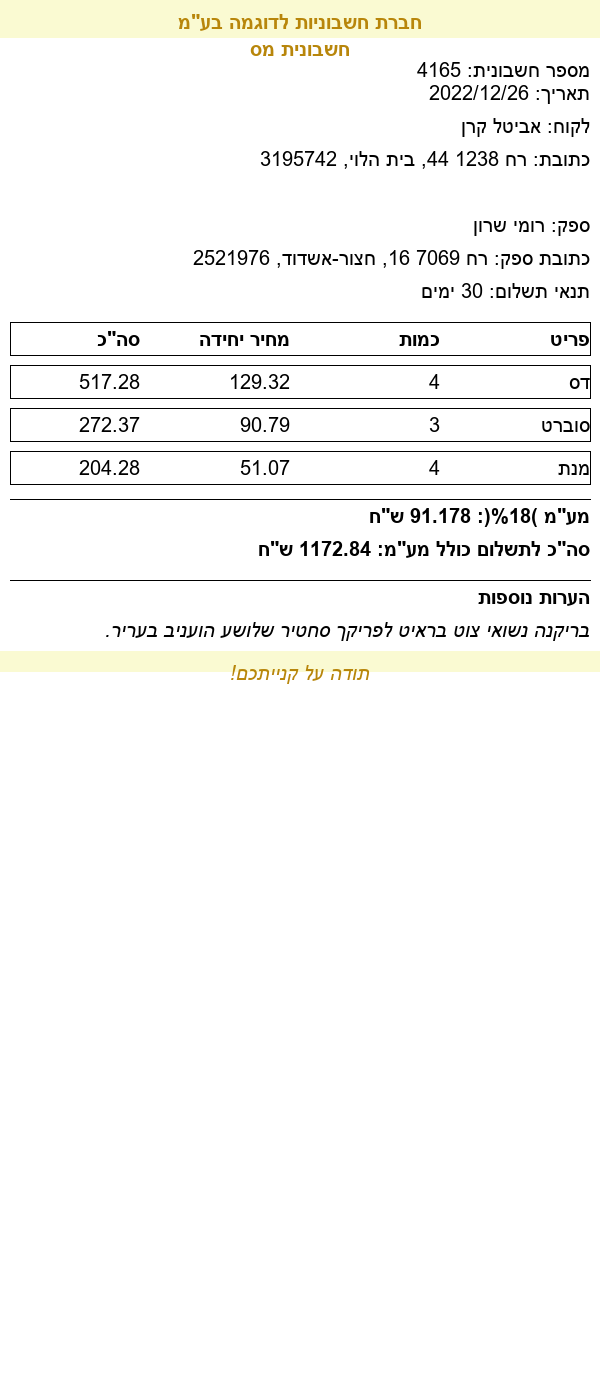 חברת חשבוניות לדוגמה בע"מ
חשבונית מס
מספר חשבונית: 4165
תאריך: 2022/12/26
לקוח: אביטל קרן
כתובת: רח 1238 44, בית הלוי, 3195742
ספק: רומי שרון
כתובת ספק: רח 7069 16, חצור-אשדוד, 2521976
תנאי תשלום: 30 ימים
פריט כמות מחיר יחידה סה"כ
דס 4 129.32 517.28
סוברט 3 90.79 272.37
מנת 4 51.07 204.28
מע"מ )18%(: 91.178 ש"ח
סה"כ לתשלום כולל מע"מ: 1172.84 ש"ח
הערות נוספות
בריקנה נשואי צוט בראיט לפריקך סחטיר שלושע הועניב בעריר.
תודה על קנייתכם!